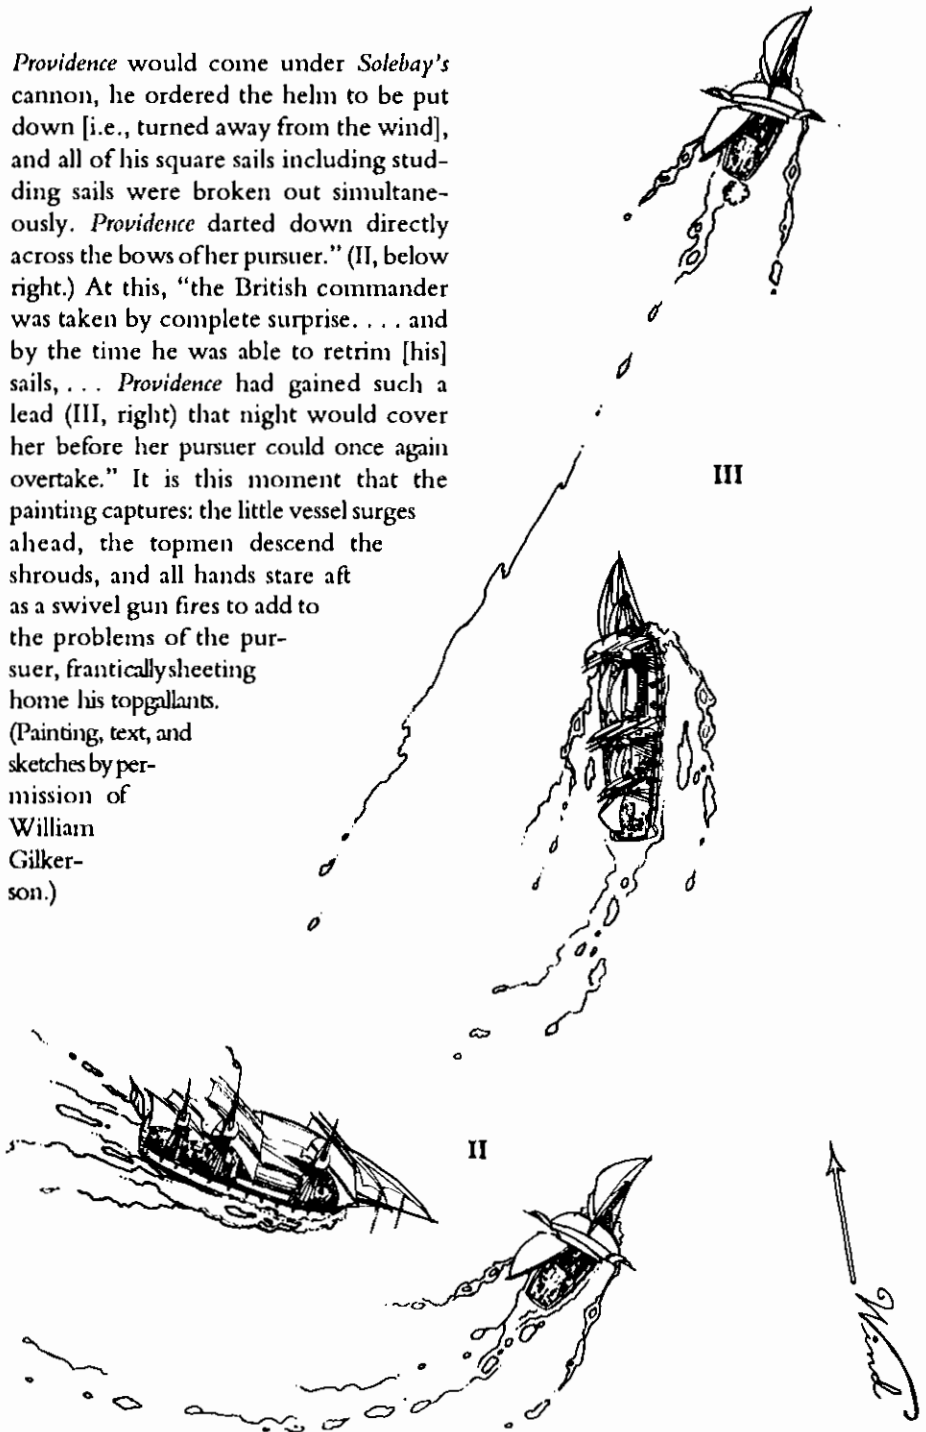 Providence would come under Solebay's
cannon, he ordered the helm to be put
down [i.e., turned away from the wind],
and all of his square sails including stud-
ding sails were broken out simultane-
ously. Providence darted down directly
across the bows of her pursuer." (II, below
right.) At this, "the British commander
was taken by complete surprise. . . . and
by the time he was able to retrim [his]
sails, . . . Providence had gained such a
lead (III, right) that night would cover
her before her pursuer could once again
overtake." It is this moment that the
painting captures: the little vessel surges
ahead, the topmen descend the
shrouds, and all hands stare aft
as a swivel gun fires to add to
the problems of the pur-
suer, frantically sheeting
home his topgallants.
(Painting, text, and
sketches by per-
mission of
William
Gilker-
son.)
III
II
Wind